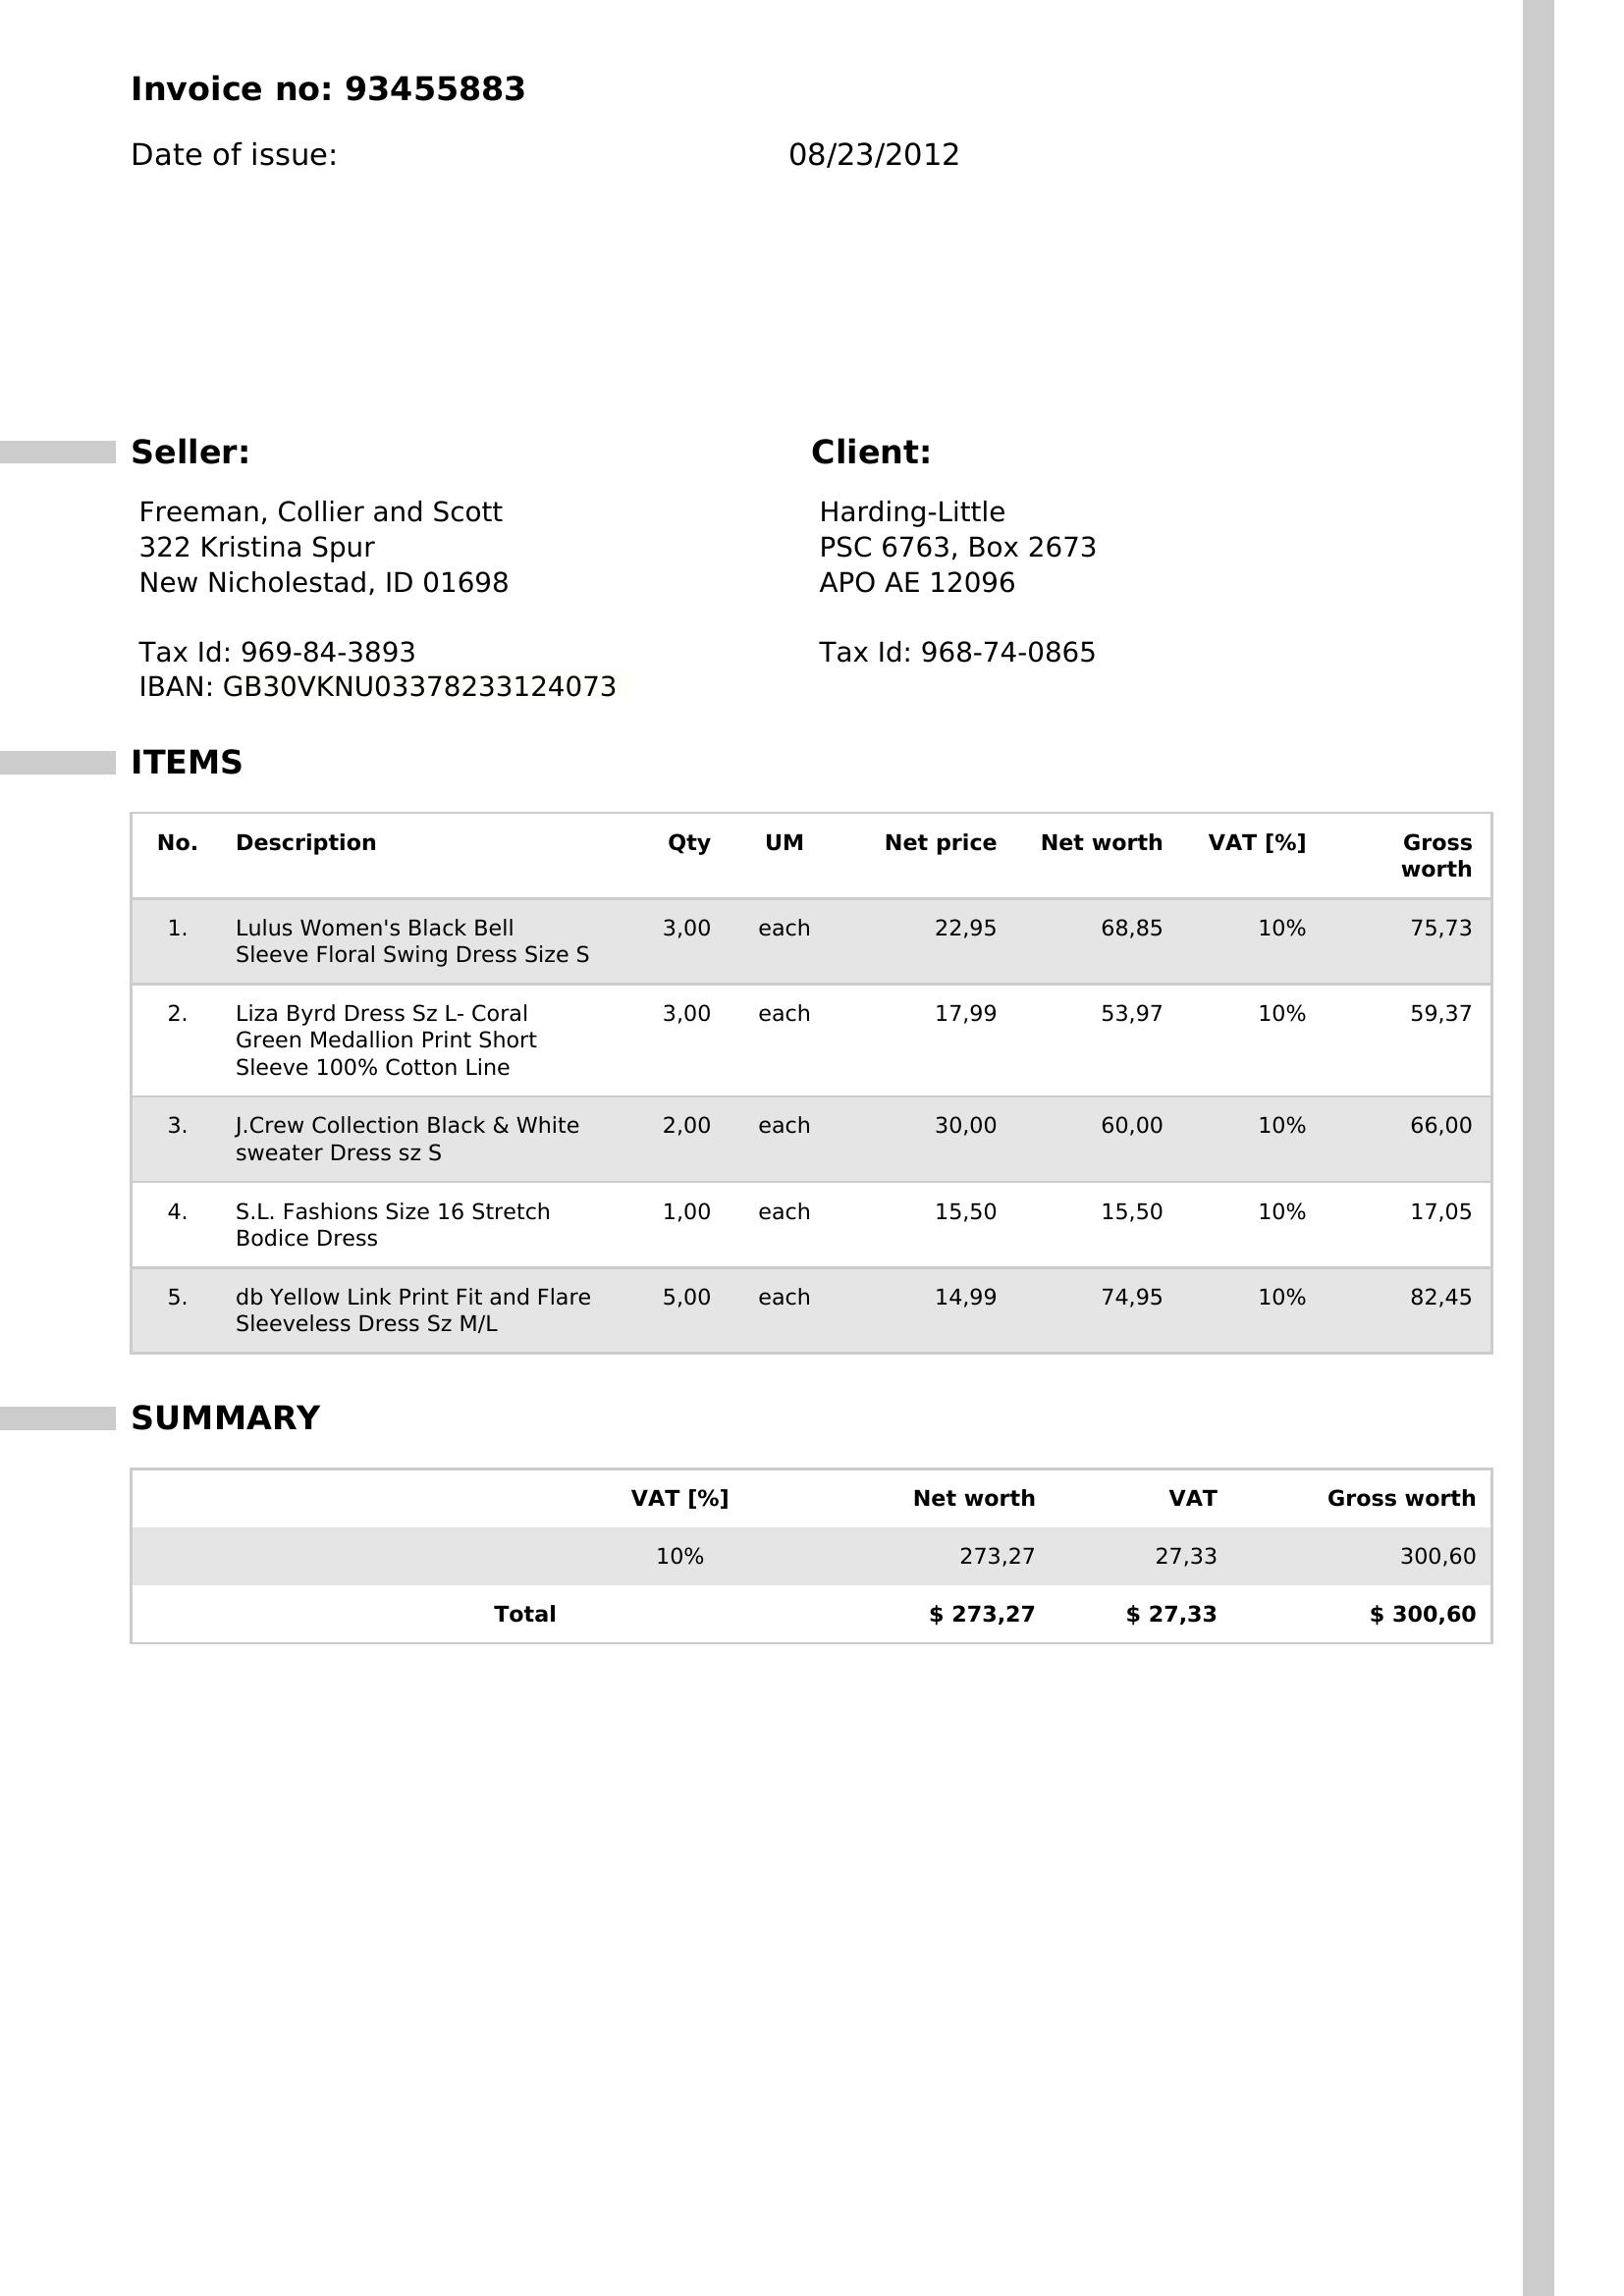 Invoice no: 93455883
Date of issue: 08/23/2012
Seller: Client:
Freeman, Collier and Scott Harding-Little
322 Kristina Spur PSC 6763, Box 2673
New Nicholestad, ID 01698 APO AE 12096
Tax Id: 969-84-3893 Tax Id: 968-74-0865
IBAN: GB30VKNU03378233124073
ITEMS
No. Description Qty UM Net price Net worth VAT [%] Gross
worth
1. Lulus Women's Black Bell 3,00 each 22,95 68,85 10% 75,73
Sleeve Floral Swing Dress Size S
2. Liza Byrd Dress Sz L- Coral 3,00 each 17,99 53,97 10% 59,37
Green Medallion Print Short
Sleeve 100% Cotton Line
3. J.Crew Collection Black & White 2,00 each 30,00 60,00 10% 66,00
sweater Dress sz S
4. S.L. Fashions Size 16 Stretch 1,00 each 15,50 15,50 10% 17,05
Bodice Dress
5. db Yellow Link Print Fit and Flare 5,00 each 14,99 74,95 10% 82,45
Sleeveless Dress Sz M/L
SUMMARY
VAT [%] Net worth VAT Gross worth
10% 273,27 27,33 300,60
Total $ 273,27 $ 27,33 $ 300,60